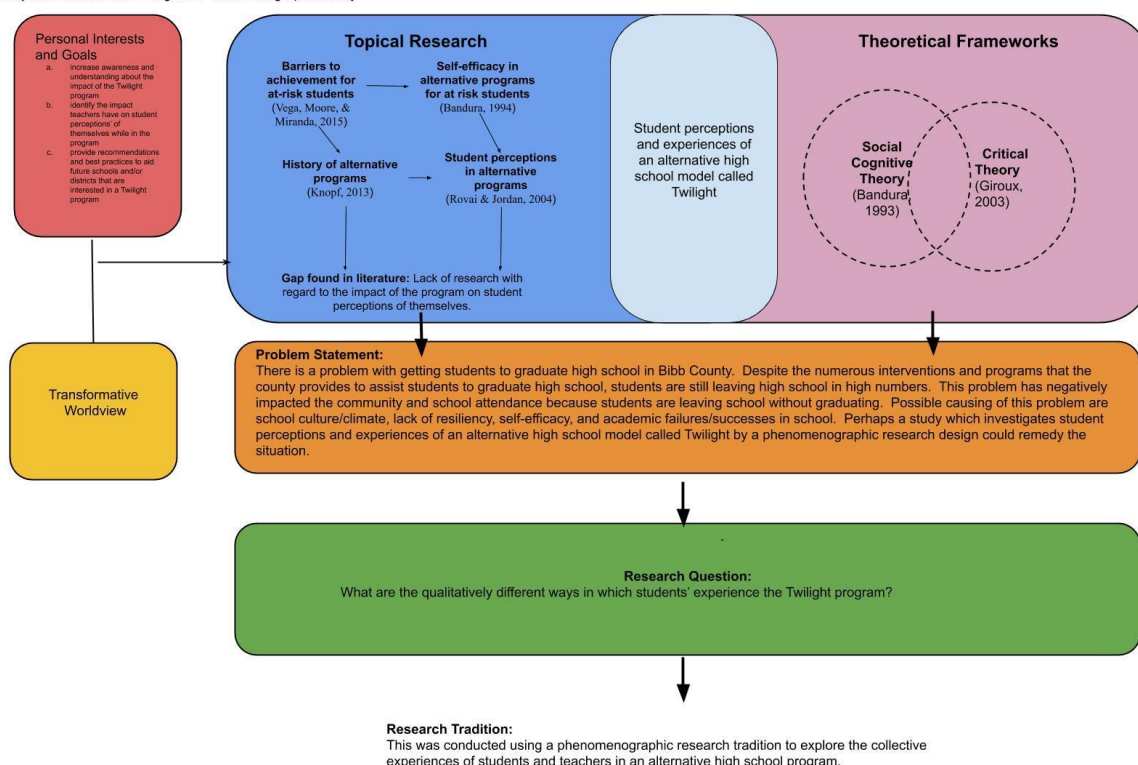 Personal Interests
and Goals
a. increase awareness and
understanding about the
impact of the Twilight
program
b. identify the impact
teachers have on student
perceptions' of
themselves while in the
program
c. provide recommendations
and best practices to aid
future schools and/or
districts that are
interested in a Twilight
program
Transformative
Worldview
Topical Research
Barriers to
achievement for
at-risk students
(Vega, Moore, &
Miranda, 2015)
Self-efficacy in
alternative programs
for at risk students
(Bandura, 1994)
History of alternative
programs
(Knopf, 2013)
Student perceptions
in alternative
programs
(Rovai & Jordan, 2004)
Gap found in literature: Lack of research with
regard to the impact of the program on student
perceptions of themselves.
Student perceptions
and experiences of
an alternative high
school model called
Twilight
Theoretical Frameworks
Social
Cognitive
Theory
(Bandura,
1993)
Critical
Theory
(Giroux,
2003)
Problem Statement:
There is a problem with getting students to graduate high school in Bibb County. Despite the numerous interventions and programs that the
county provides to assist students to graduate high school, students are still leaving high school in high numbers. This problem has negatively
impacted the community and school attendance because students are leaving school without graduating. Possible causing of this problem are
school culture/climate, lack of resiliency, self-efficacy, and academic failures/successes in school. Perhaps a study which investigates student
perceptions and experiences of an alternative high school model called Twilight by a phenomenographic research design could remedy the
situation.
Research Question:
What are the qualitatively different ways in which students' experience the Twilight program?
Research Tradition:
This was conducted using a phenomenographic research tradition to explore the collective
experiences of students and teachers in an alternative high school program.